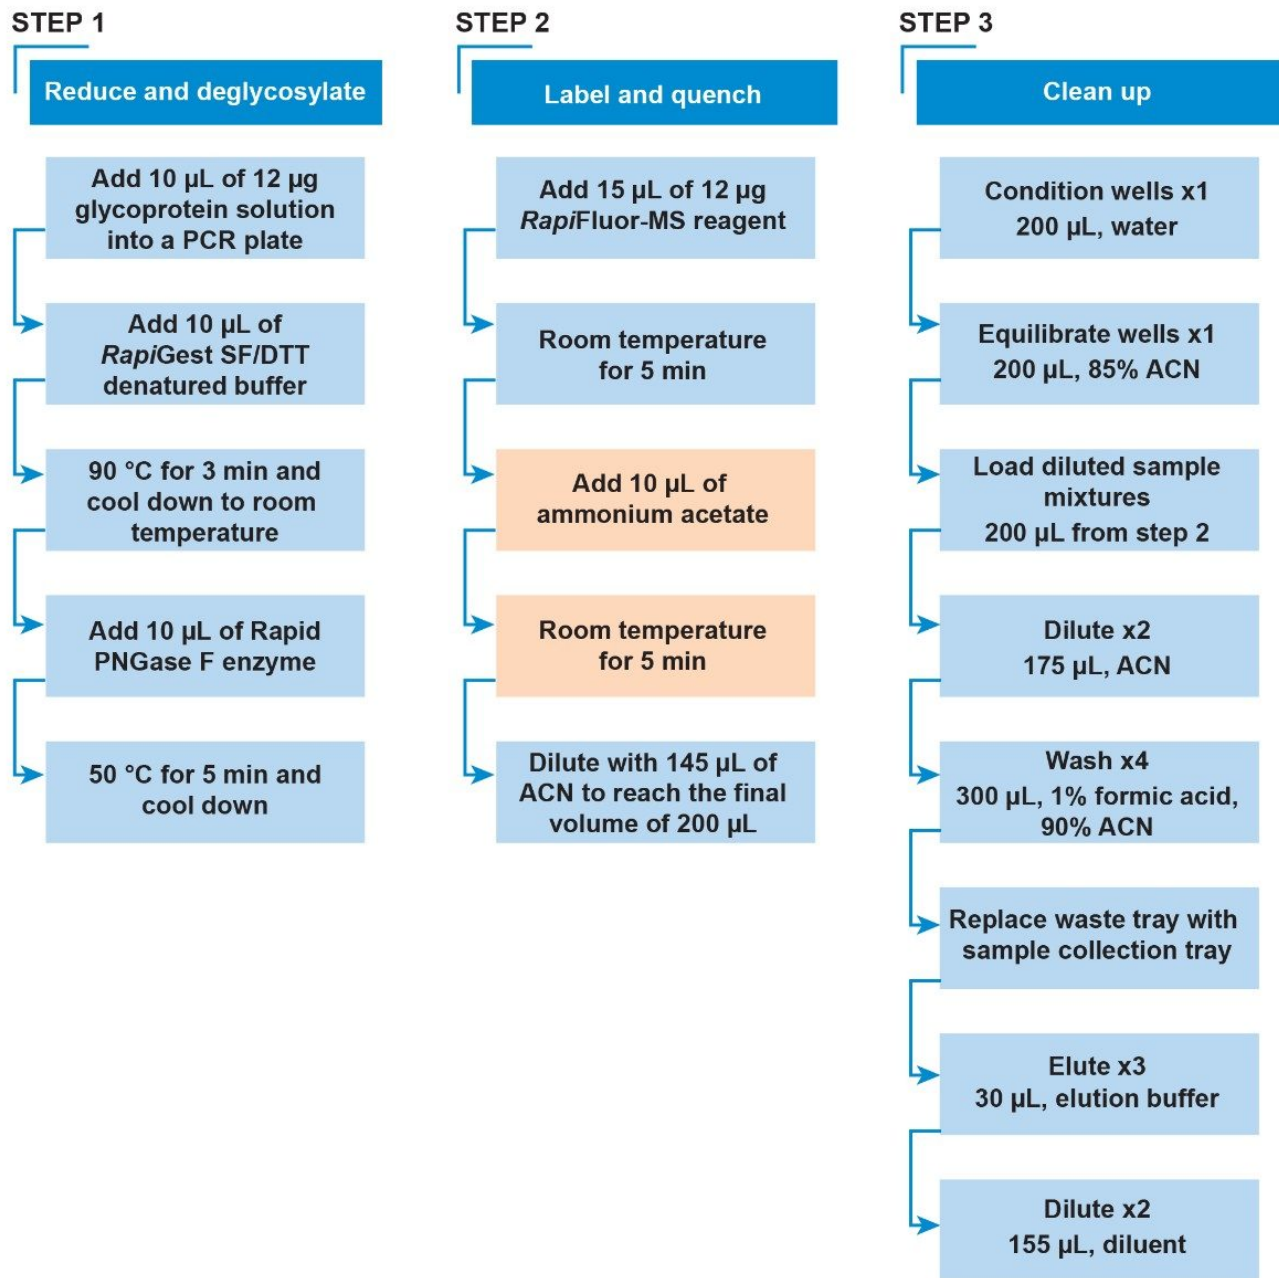 STEP 1
Reduce and deglycosylate
Add 10 µL of 12 µg
glycoprotein solution
into a PCR plate
Add 10 µL of
RapiGest SF/DTT
denatured buffer
90 °C for 3 min and
cool down to room
temperature
Add 10 µL of Rapid
PNGase F enzyme
50 °C for 5 min and
cool down
STEP 2
Label and quench
Add 15 µL of 12 µg
RapiFluor-MS reagent
Room temperature
for 5 min
Add 10 µL of
ammonium acetate
Room temperature
for 5 min
Dilute with 145 µL of
ACN to reach the final
volume of 200 µL
STEP 3
Clean up
Condition wells x1
200 µL, water
Equilibrate wells x1
200 µL, 85% ACN
Load diluted sample
mixtures
200 µL from step 2
Dilute x2
175 µL, ACN
Wash x4
300 µL, 1% formic acid,
90% ACN
Replace waste tray with
sample collection tray
Elute x3
30 µL, elution buffer
Dilute x2
155 µL, diluent